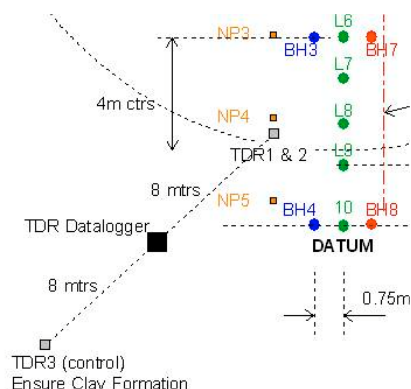 L6
NP3
BH3
BH7
L7
4m ctrs
NP4
L8
TDR1 & 2
L9
8 mtrs
NP5
BH4
10
BH8
TDR Datalogger
DATUM
8 mtrs
0.75m
TDR3 (control)
Ensure Clay Formation